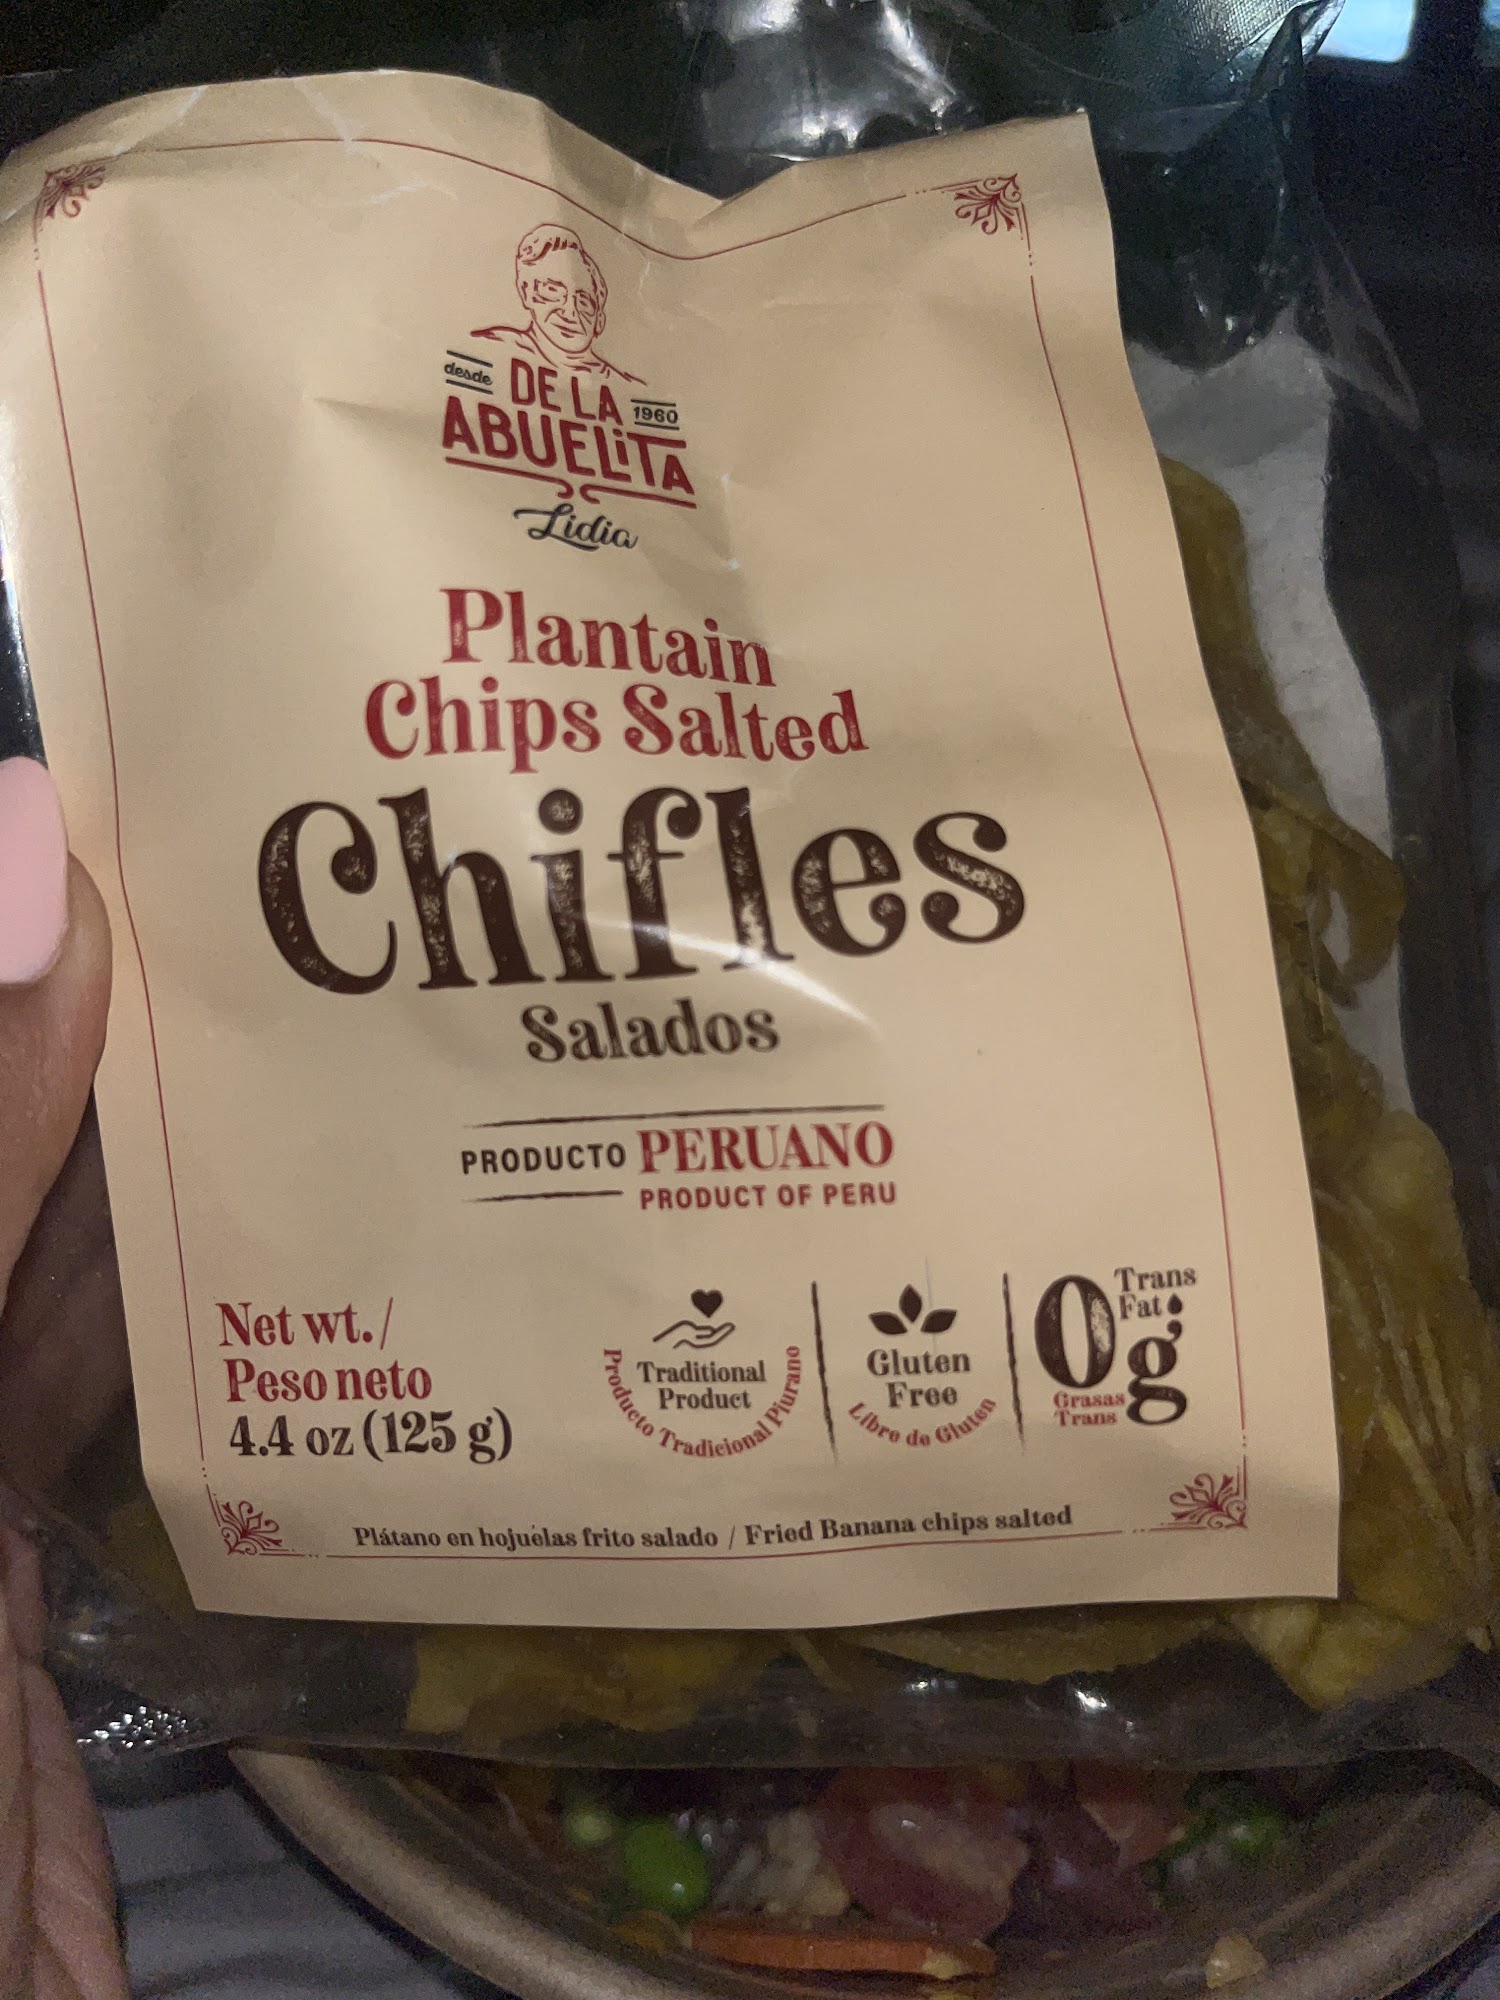 desde
DE LA
1960
ABUELiTA
Lidia
Plantain
Chips Salted
Chifles
Salados
PRODUCTO PERUANO
PRODUCT OF PERU
Net wt./
Peso neto
4.4 oz (125 g)
Traditional
Product
Producto Tradicional Piurano
Gluten
Free
Libre de Gluten
0g
Trans
Fat
Grasas
Trans
Plátano en hojuelas frito salado / Fried Banana chips salted